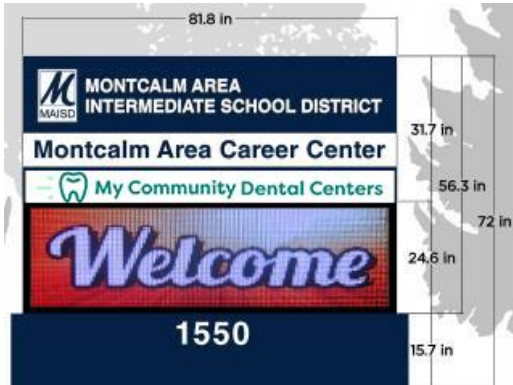 81.8 in
MAISD
MONTCALM AREA
INTERMEDIATE SCHOOL DISTRICT
31.7 in
Montcalm Area Career Center
My Community Dental Centers
56.3 in
72 in
Welcome
24.6 in
1550
15.7 in